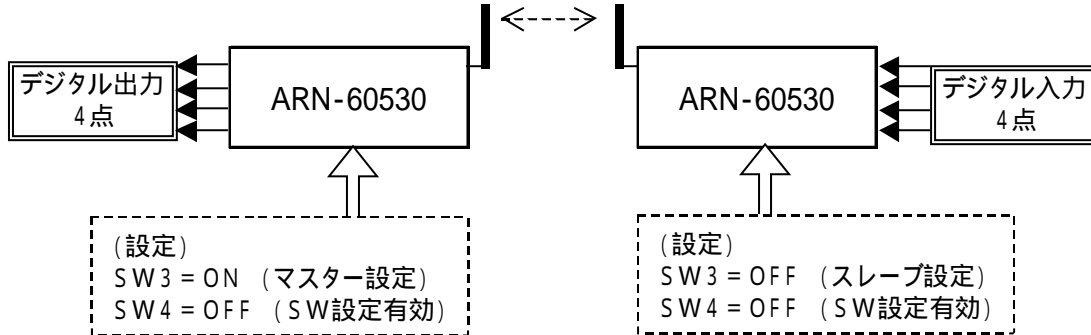 デジタル出力
4点
ARN-60530
ARN-60530
デジタル入力
4点
(設定)
SW3=ON (マスター設定)
SW4=OFF (SW設定有効)
(設定)
SW3=OFF (スレーブ設定)
SW4=OFF (SW設定有効)